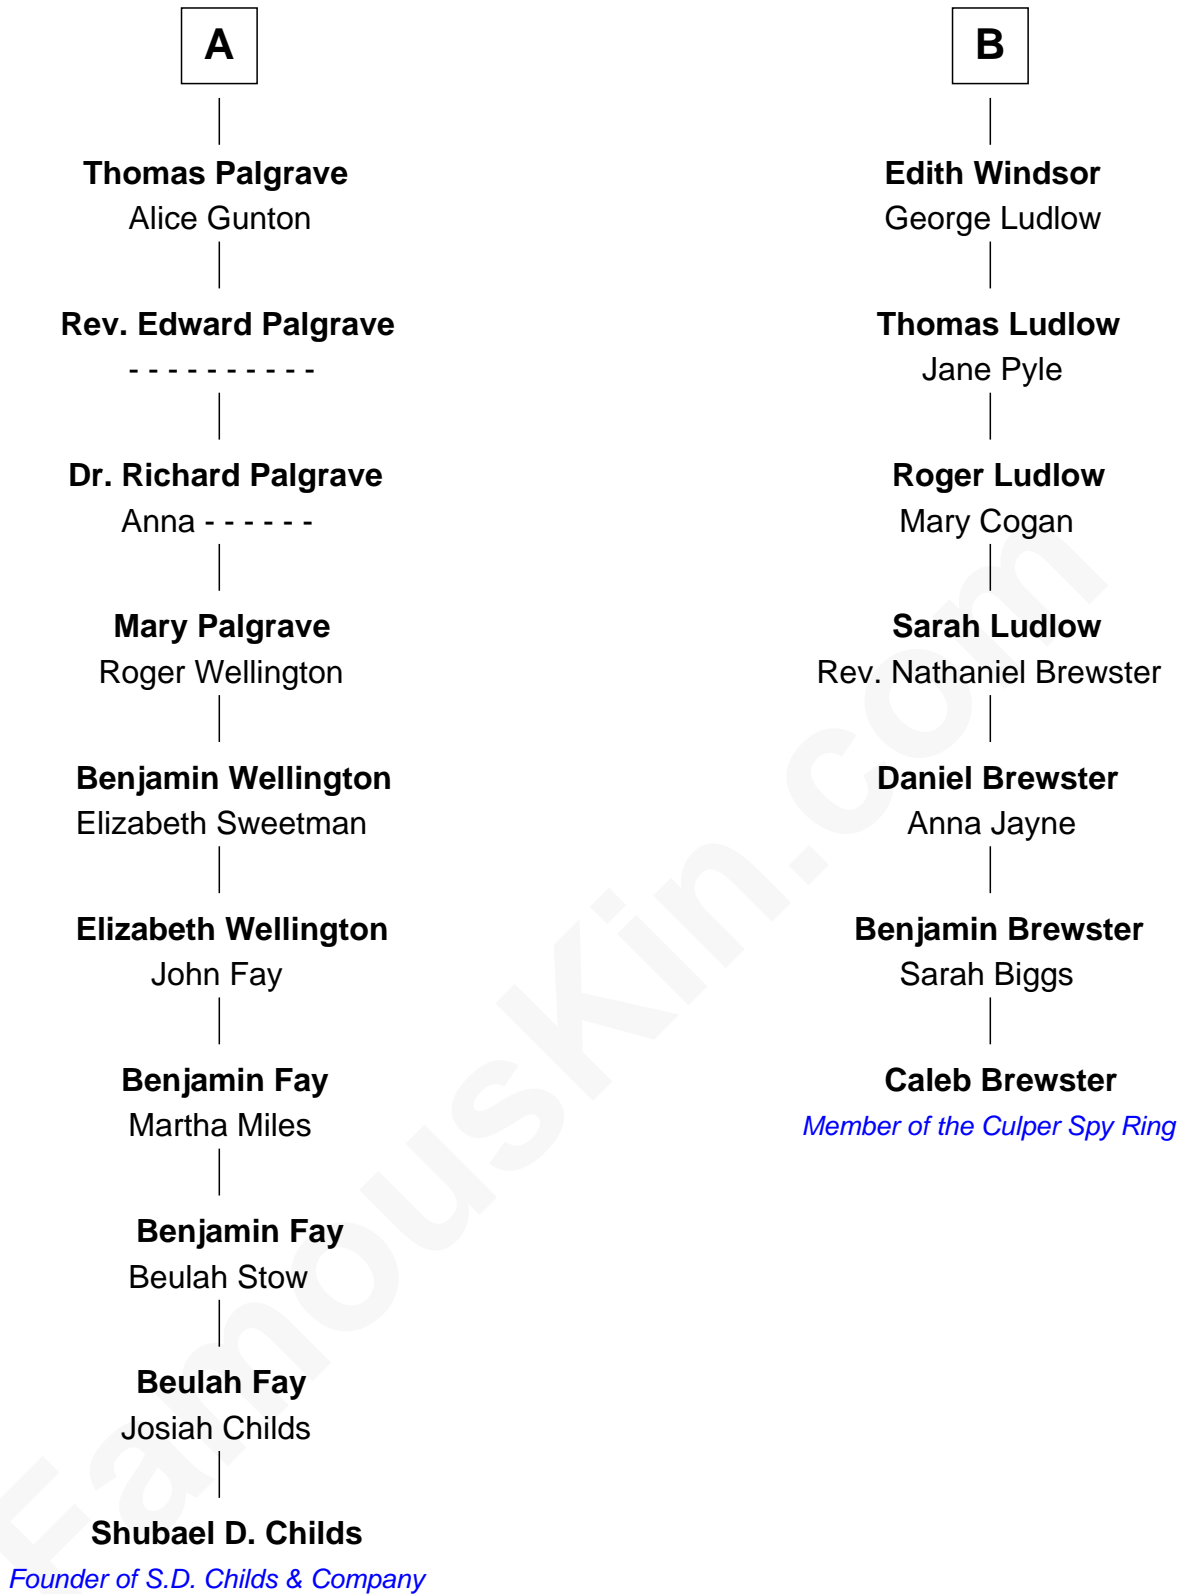 A
Thomas Palgrave
Alice Gunton
Rev. Edward Palgrave
- - - - - - - - - -
Dr. Richard Palgrave
Anna - - - - - -
Mary Palgrave
Roger Wellington
Benjamin Wellington
Elizabeth Sweetman
Elizabeth Wellington
John Fay
Benjamin Fay
Martha Miles
Benjamin Fay
Beulah Stow
Beulah Fay
Josiah Childs
Shubael D. Childs
Founder of S.D. Childs & Company
B
Edith Windsor
George Ludlow
Thomas Ludlow
Jane Pyle
Roger Ludlow
Mary Cogan
Sarah Ludlow
Rev. Nathaniel Brewster
Daniel Brewster
Anna Jayne
Benjamin Brewster
Sarah Biggs
Caleb Brewster
Member of the Culper Spy Ring
FamousKin.com